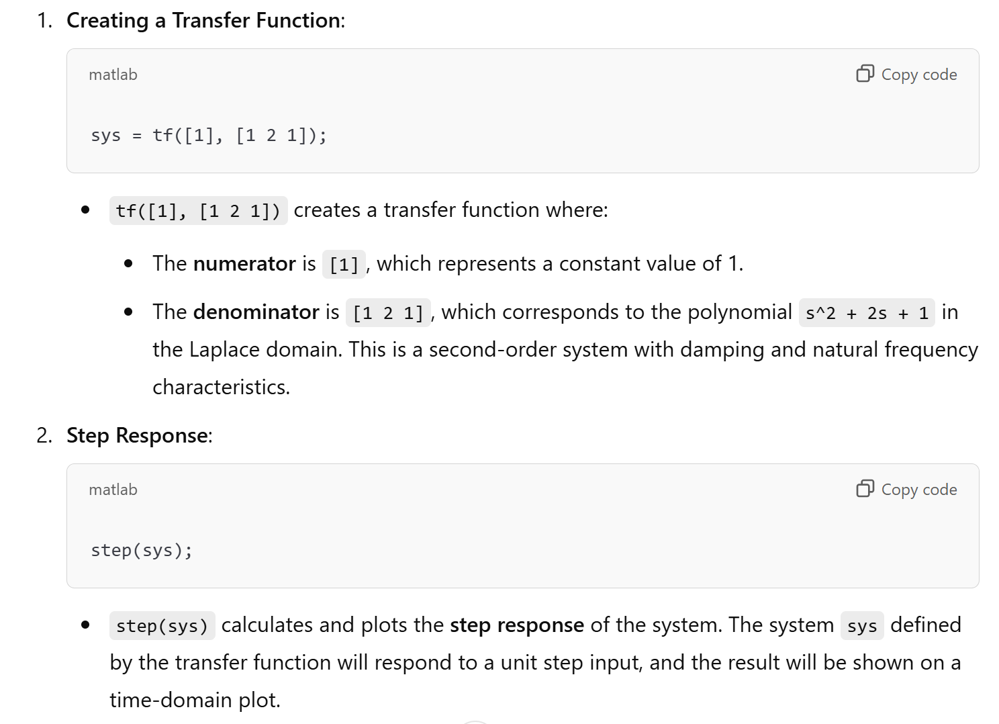 1. Creating a Transfer Function:
matlab
Copy code
sys = tf([1], [1 2 1]);
• tf([1], [1 2 1]) creates a transfer function where:
• The numerator is [1], which represents a constant value of 1.
• The denominator is [1 2 1], which corresponds to the polynomial s^2 + 2s + 1 in
the Laplace domain. This is a second-order system with damping and natural frequency
characteristics.
2. Step Response:
matlab
Copy code
step(sys);
• step(sys) calculates and plots the step response of the system. The system sys defined
by the transfer function will respond to a unit step input, and the result will be shown on a
time-domain plot.